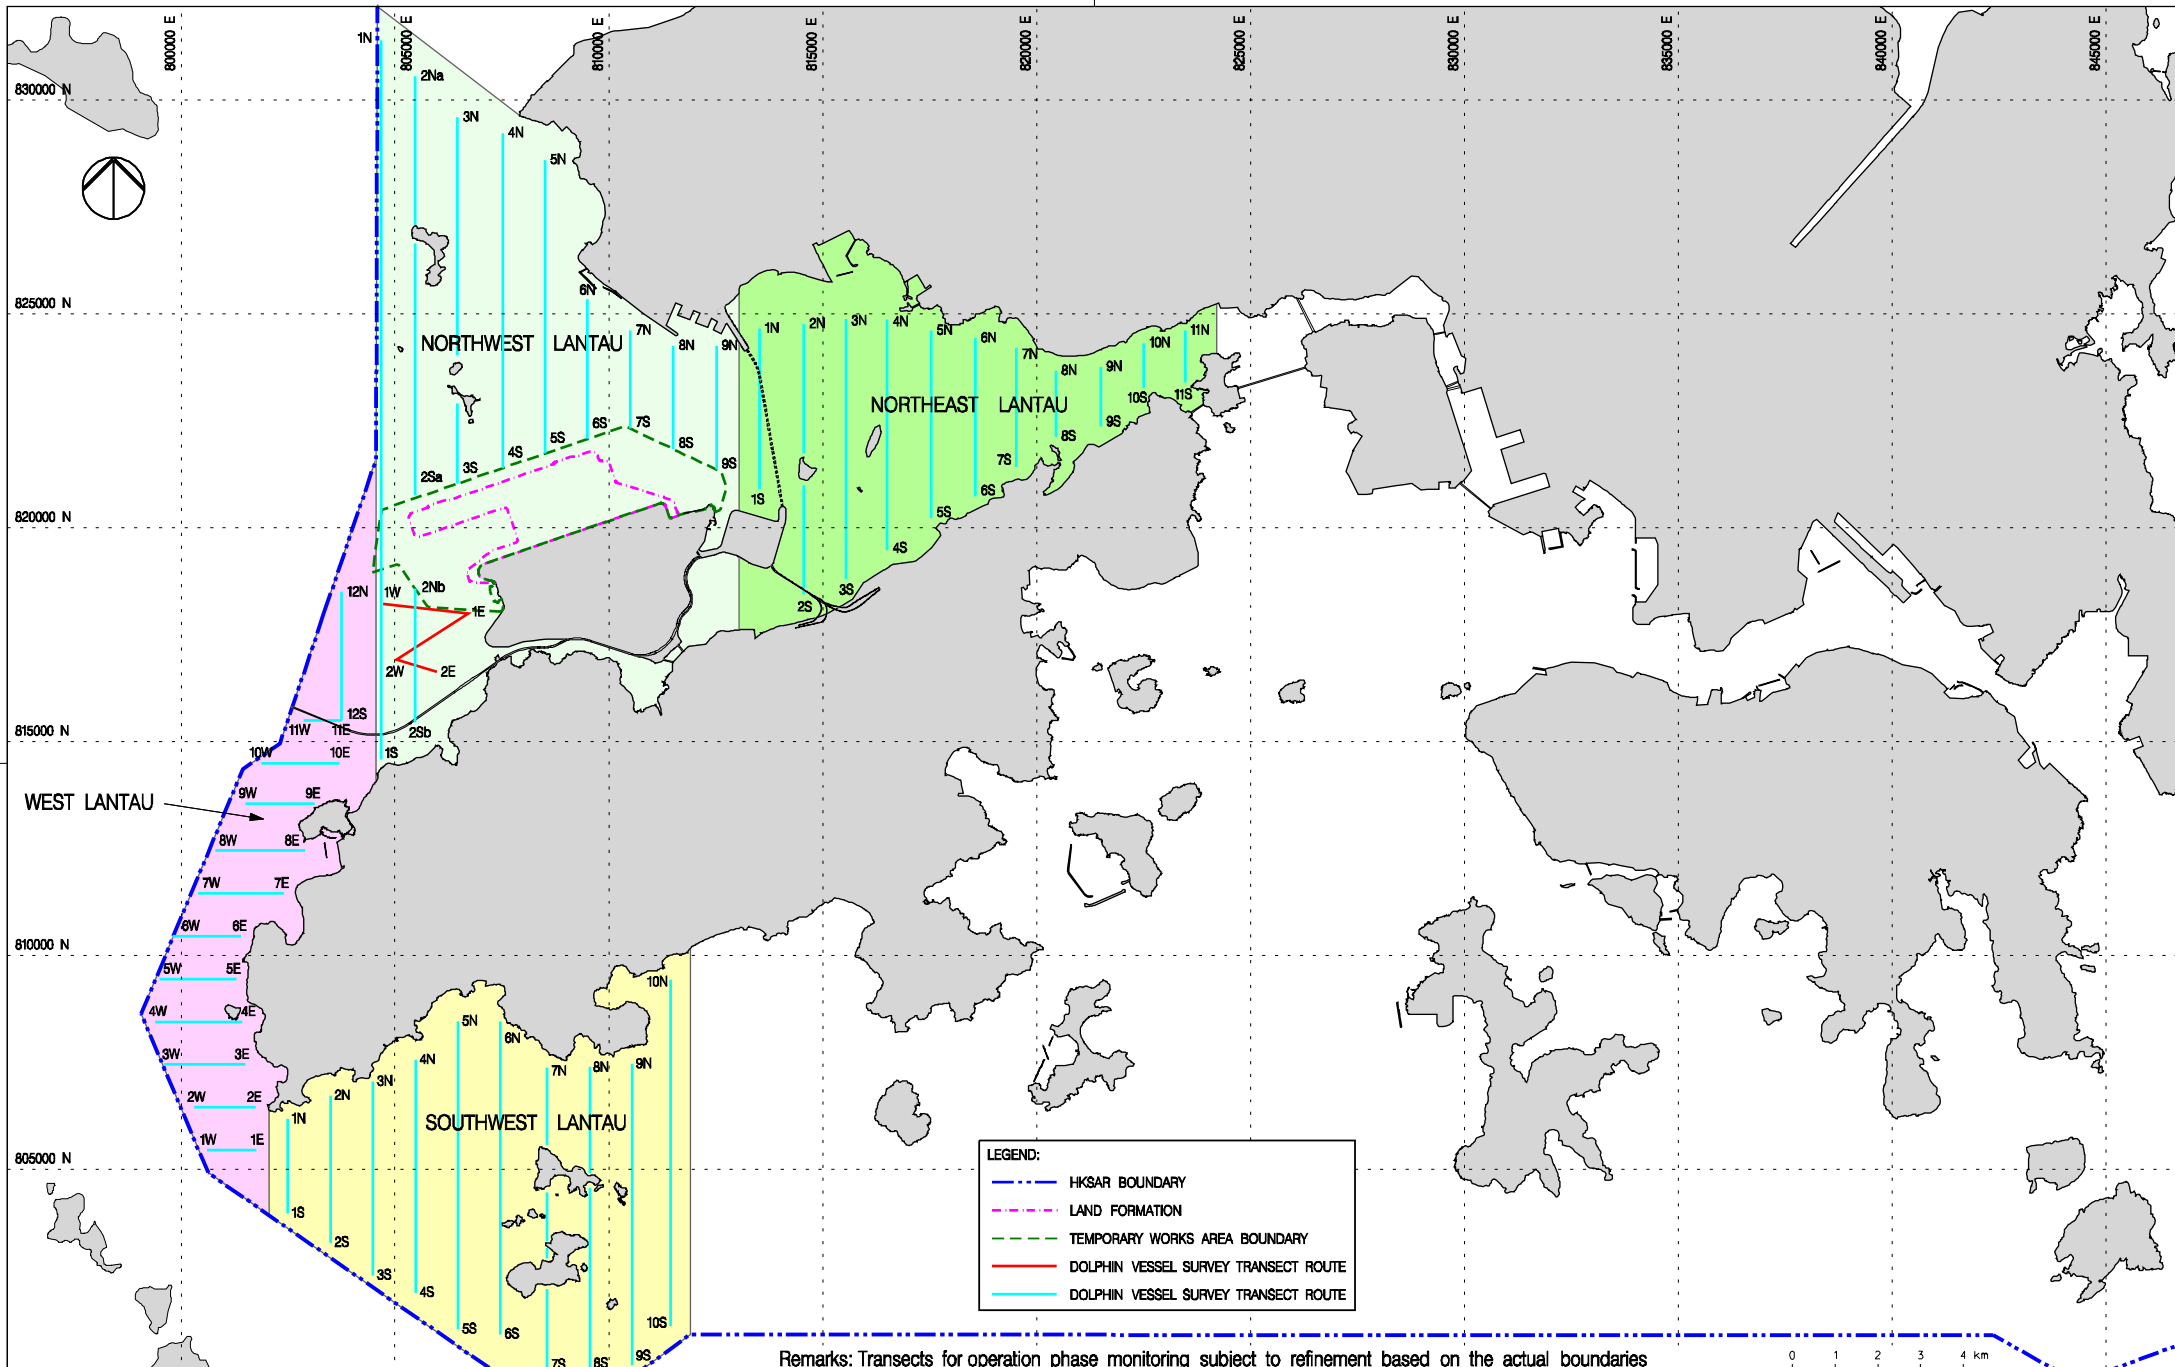 800000 E
805000 E
810000 E
815000 E
820000 E
825000 E
830000 E
835000 E
840000 E
845000 E
830000 N
825000 N
820000 N
815000 N
810000 N
805000 N
NORTHWEST LANTAU
1N
2Na
3N
4N
5N
6N
7N
8N
9N
2Sa
3S
4S
5S
6S
7S
8S
9S
1W
2Nb
1E
2W
2E
2Sb
1S
NORTHEAST LANTAU
1N
2N
3N
4N
5N
6N
7N
8N
9N
10N
11N
1S
2S
3S
4S
5S
6S
7S
8S
9S
10S
11S
WEST LANTAU
12N
12S
11W 11E
10W 10E
9W 9E
8W 8E
7W 7E
6W 6E
5W 5E
4W 4E
3W 3E
2W 2E
1W 1E
SOUTHWEST LANTAU
1N
2N
3N
4N
5N
6N
7N
8N
9N
10N
1S
2S
3S
4S
5S
6S
7S
8S
9S
10S
LEGEND:
HKSAR BOUNDARY
LAND FORMATION
TEMPORARY WORKS AREA BOUNDARY
DOLPHIN VESSEL SURVEY TRANSECT ROUTE
DOLPHIN VESSEL SURVEY TRANSECT ROUTE
Remarks: Transects for operation phase monitoring subject to refinement based on the actual boundaries
0 1 2 3 4 km